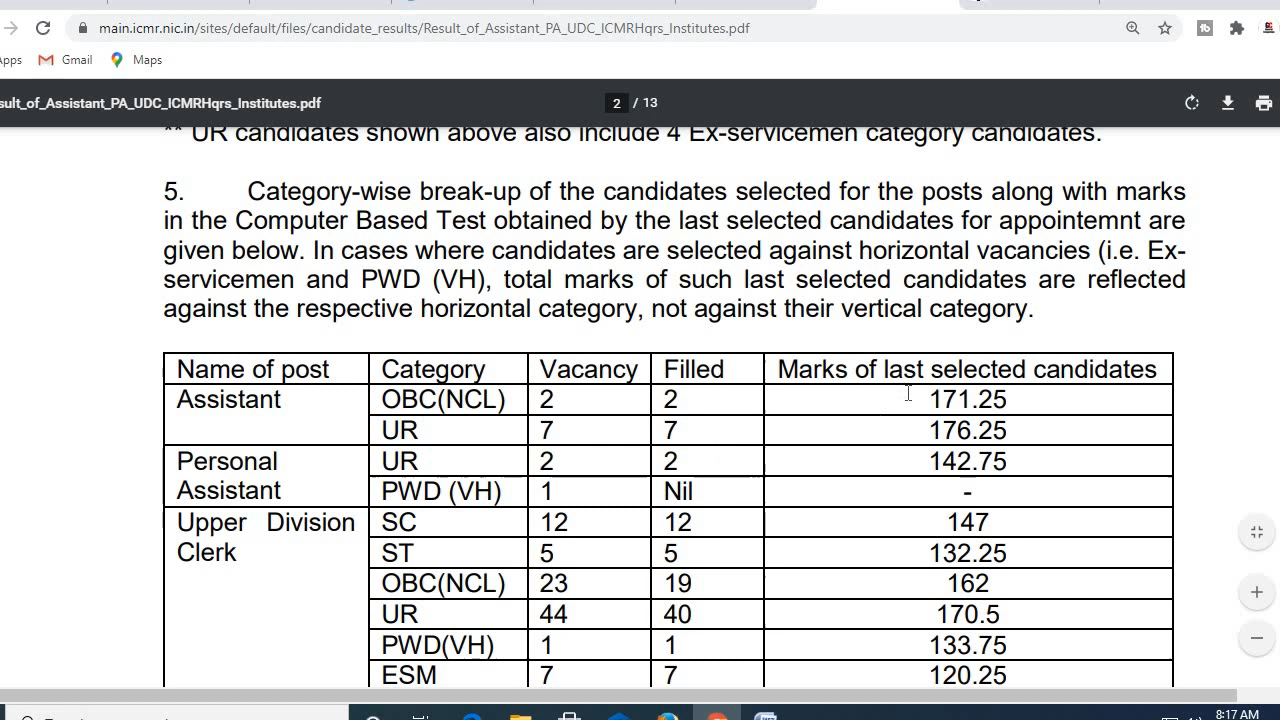 main.icmr.nic.in/sites/default/files/candidate_results/Result_of_Assistant_PA_UDC_ICMRHqrs_Institutes.pdf
Gmail Maps
sult_of_Assistant_PA_UDC_ICMRHqrs_Institutes.pdf 2 / 13
** UR candidates shown above also include 4 Ex-servicemen category candidates.
5. Category-wise break-up of the candidates selected for the posts along with marks
in the Computer Based Test obtained by the last selected candidates for appointemnt are
given below. In cases where candidates are selected against horizontal vacancies (i.e. Ex-
servicemen and PWD (VH), total marks of such last selected candidates are reflected
against the respective horizontal category, not against their vertical category.
Name of post Category Vacancy Filled Marks of last selected candidates
Assistant OBC(NCL) 2 2 171.25
UR 7 7 176.25
Personal UR 2 2 142.75
Assistant PWD (VH) 1 Nil -
Upper Division SC 12 12 147
Clerk ST 5 5 132.25
OBC(NCL) 23 19 162
UR 44 40 170.5
PWD(VH) 1 1 133.75
ESM 7 7 120.25
8:17 AM